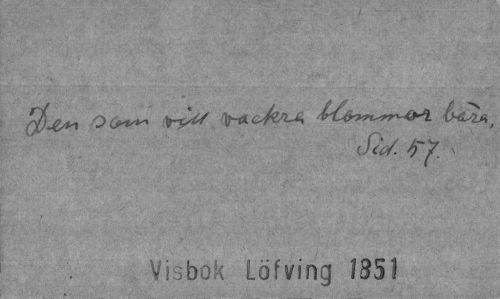 Den som vill vackra blommor bära,
Sid. 57.
Visbok Löfving 1851